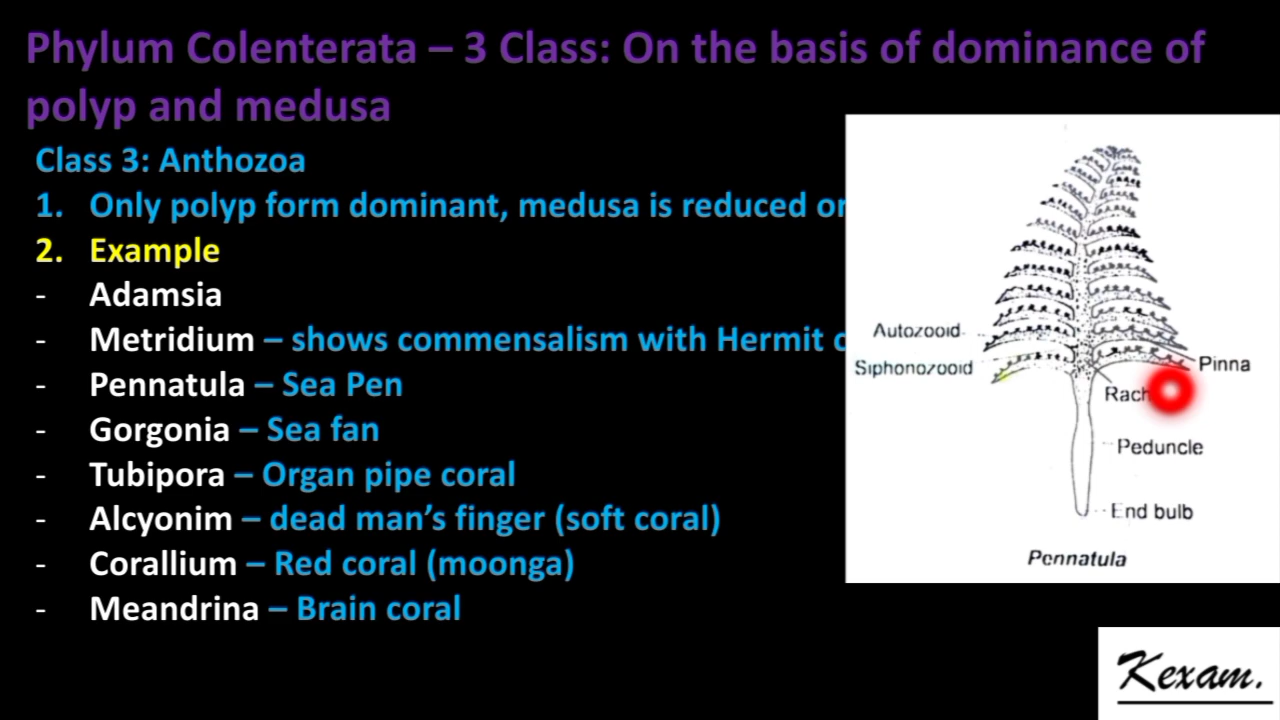 Phylum Colenterata – 3 Class: On the basis of dominance of
polyp and medusa
Class 3: Anthozoa
1. Only polyp form dominant, medusa is reduced or
2. Example
- Adamsia
- Metridium – shows commensalism with Hermit c
- Pennatula – Sea Pen
- Gorgonia – Sea fan
- Tubipora – Organ pipe coral
- Alcyonim – dead man's finger (soft coral)
- Corallium – Red coral (moonga)
- Meandrina – Brain coral
Autozooid
Siphonozooid
Pinna
Rach
Peduncle
End bulb
Pennatula
Kexam.